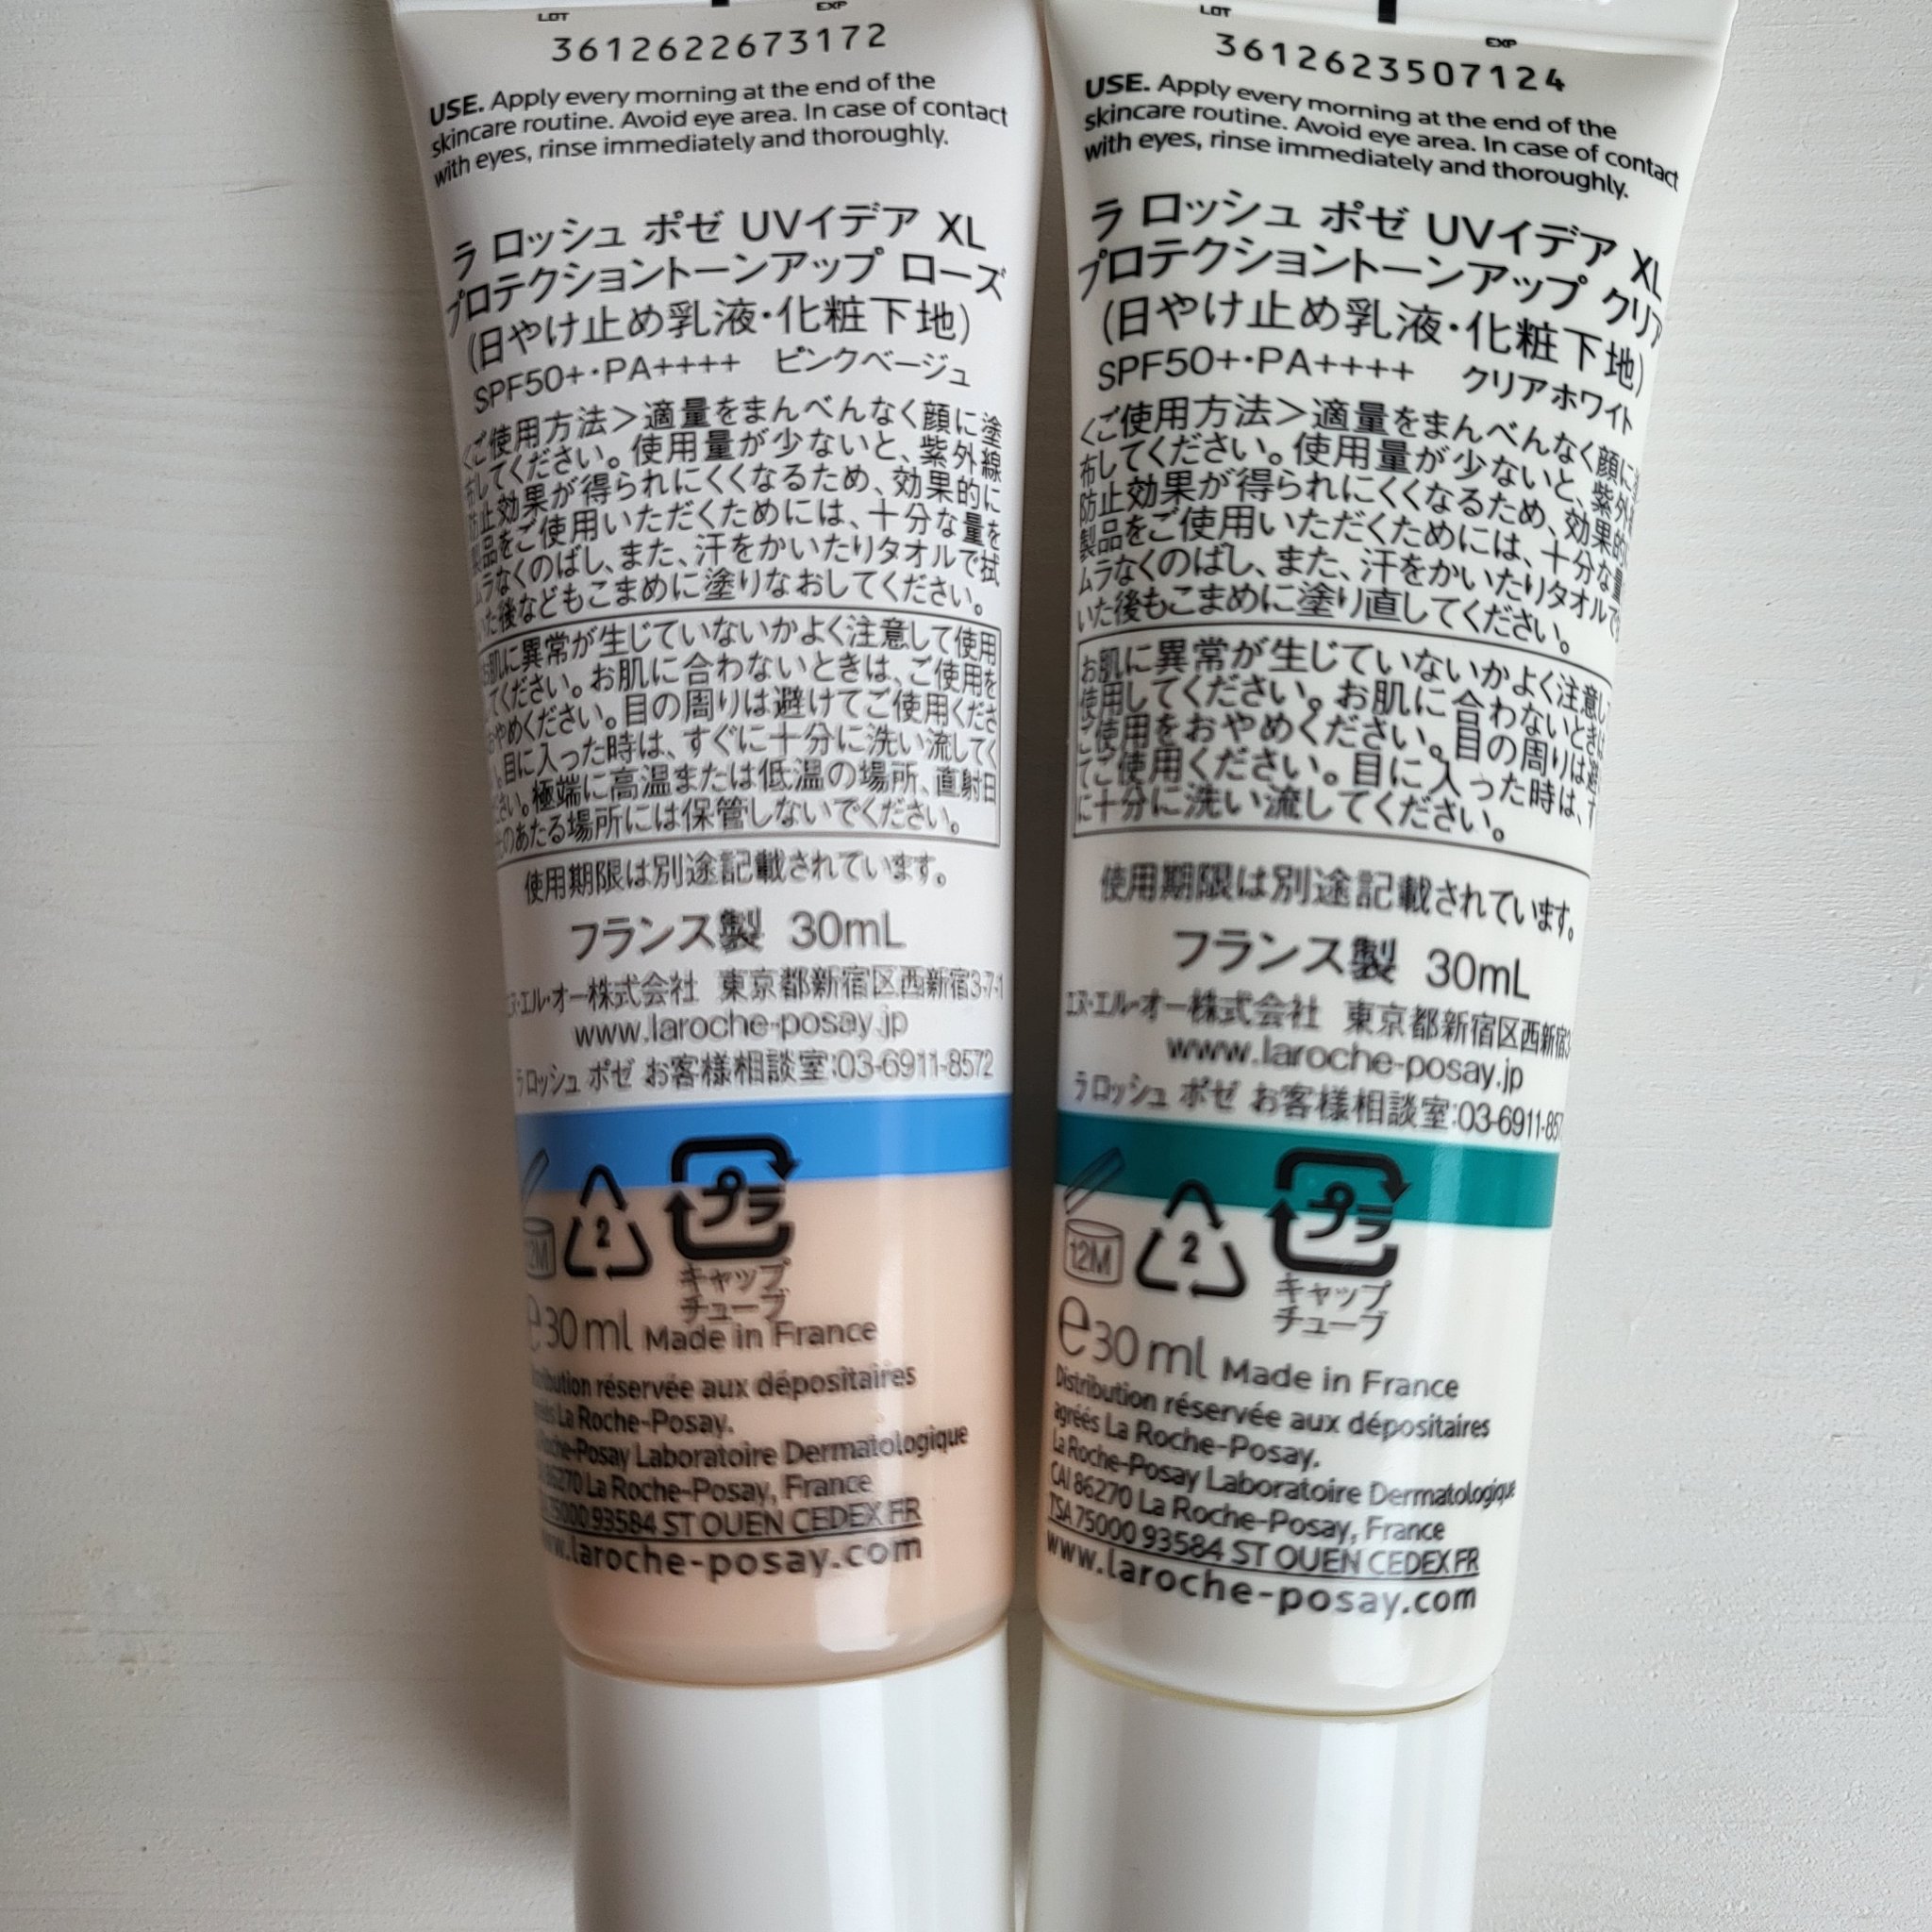 LOT
EXP
3612622673172
USE. Apply every morning at the end of the
skincare routine. Avoid eye area. In case of contact
with eyes, rinse immediately and thoroughly.
ラ ロッシュ ポゼ UVイデア XL
プロテクショントーンアップ ローズ
(日やけ止め乳液・化粧下地)
SPF50+・PA++++ ピンクベージュ
<ご使用方法>適量をまんべんなく顔に塗
布してください。使用量が少ないと、紫外線
防止効果が得られにくくなるため、効果的に
製品をご使用いただくためには、十分な量を
ムラなくのばし、また、汗をかいたりタオルで拭
いた後などもこまめに塗りなおしてください。
お肌に異常が生じていないかよく注意して使用
てください。お肌に合わないときは、ご使用を
おやめください。目の周りは避けてご使用くださ
。目に入った時は、すぐに十分に洗い流してく
さい。極端に高温または低温の場所、直射日
のあたる場所には保管しないでください。
使用期限は別途記載されています。
フランス製 30mL
エヌ・エル・オー株式会社 東京都新宿区西新宿3-7-1
www.laroche-posay.jp
ラ ロッシュ ポゼ お客様相談室:03-6911-8572
12M
2
プラ
キャップ
チューブ
e30 ml Made in France
réservée aux dépositaires
La Roche-Posay.
Roche-Posay Laboratoire Dermatologique
86270 La Roche-Posay, France
75000 93584 ST OUEN CEDEX FR
www.laroche-posay.com
LOT
EXP
3612623507124
USE. Apply every morning at the end of the
skincare routine. Avoid eye area. In case of contact
with eyes, rinse immediately and thoroughly.
ラ ロッシュ ポゼ UVイデア XL
プロテクショントーンアップ クリア
(日やけ止め乳液・化粧下地)
SPF50+・PA++++ クリアホワイト
<ご使用方法>適量をまんべんなく顔に
布してください。使用量が少ないと、紫外
防止効果が得られにくくなるため、効果的
製品をご使用いただくためには、十分な量
ムラなくのばし、また、汗をかいたりタオルで
いた後もこまめに塗り直してください。
お肌に異常が生じていないかよく注意し
使用してください。お肌に合わないときは
ご使用をおやめください。目の周りは避
てご使用ください。目に入った時は、す
に十分に洗い流してください。
使用期限は別途記載されています。
フランス製 30mL
エヌ・エル・オー株式会社 東京都新宿区西新宿3
www.laroche-posay.jp
ラ ロッシュ ポゼ お客様相談室:03-6911-857
12M
2
プラ
キャップ
チューブ
e30 ml Made in France
Distribution réservée aux dépositaires
agréés La Roche-Posay.
La Roche-Posay Laboratoire Dermatologique
CAI 86270 La Roche-Posay, France
TSA 75000 93584 ST OUEN CEDEX FR
www.laroche-posay.com